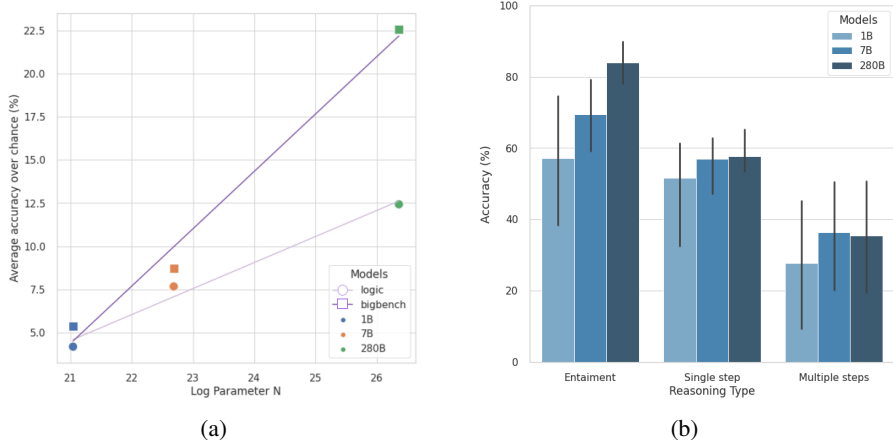 Average accuracy over chance (%)
22.5
20.0
17.5
15.0
12.5
10.0
7.5
5.0
21
22
23
24
25
26
Log Parameter N
Models
logic
bigbench
1B
7B
280B
(a)
Accuracy (%)
100
80
60
40
20
0
Models
1B
7B
280B
Entaiment
Single step
Multiple steps
Reasoning Type
(b)